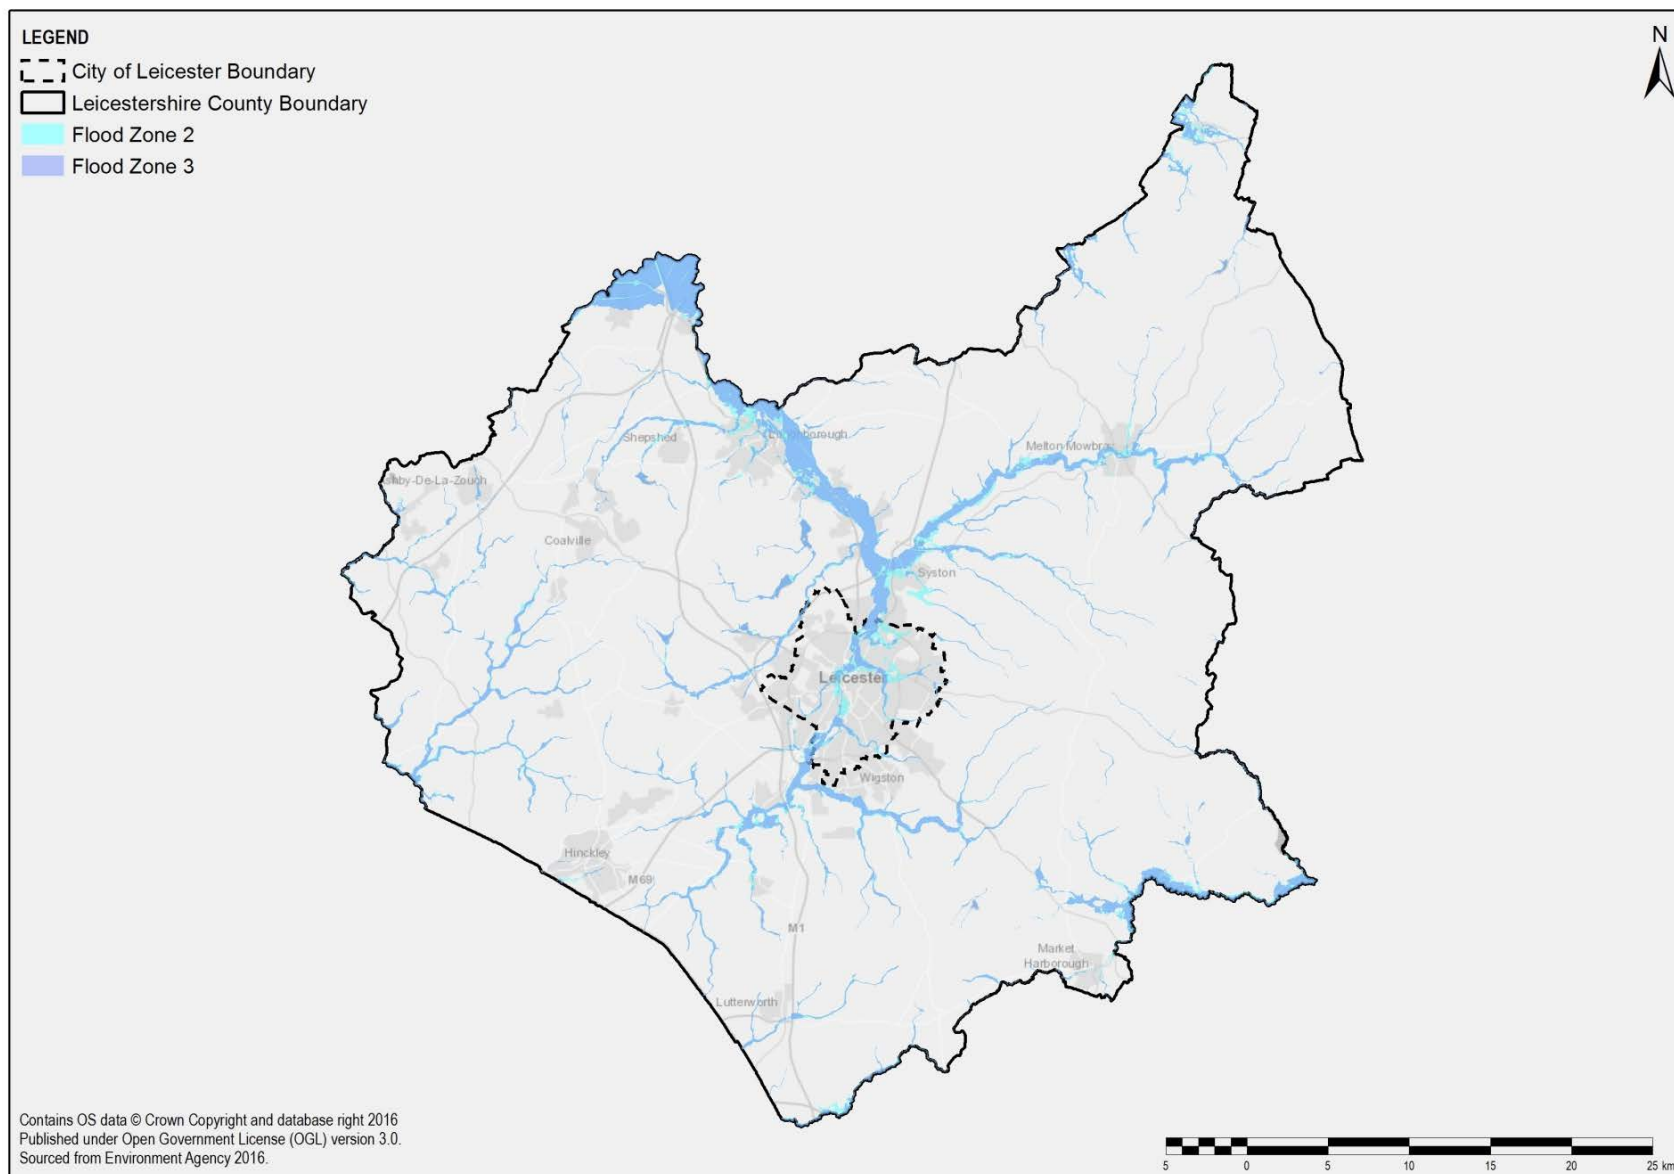 LEGEND
City of Leicester Boundary
Leicestershire County Boundary
Flood Zone 2
Flood Zone 3
N
Shepshed
Melton Mowbra
Coalville
Syston
Leicester
Wigston
Hinckley
M69
M1
Market
Harborough
Lutterworth
Contains OS data © Crown Copyright and database right 2016
Published under Open Government License (OGL) version 3.0.
Sourced from Environment Agency 2016.
5 0 5 10 15 20 25 km